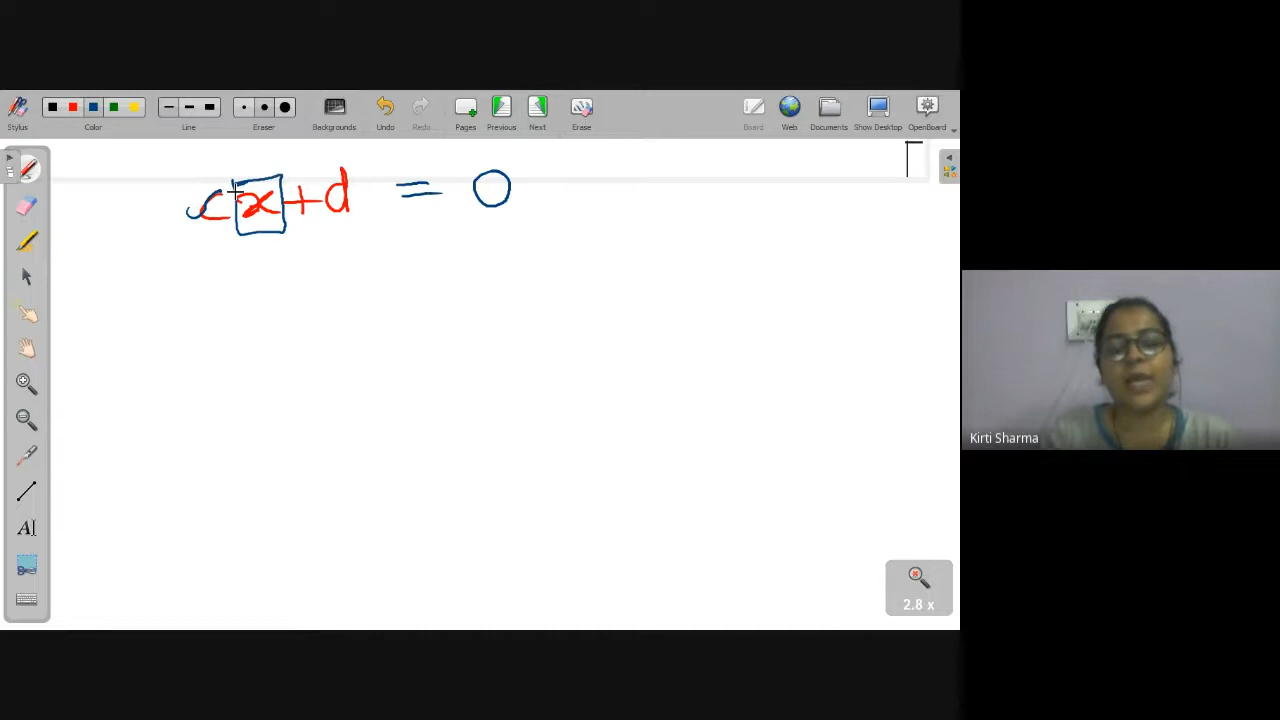 Stylus
Color
Line
Eraser
Backgrounds
Undo
Redo
Pages
Previous
Next
Erase
Board
Web
Documents
Show Desktop
OpenBoard
cx+d = 0
A
Kirti Sharma
2.8 x